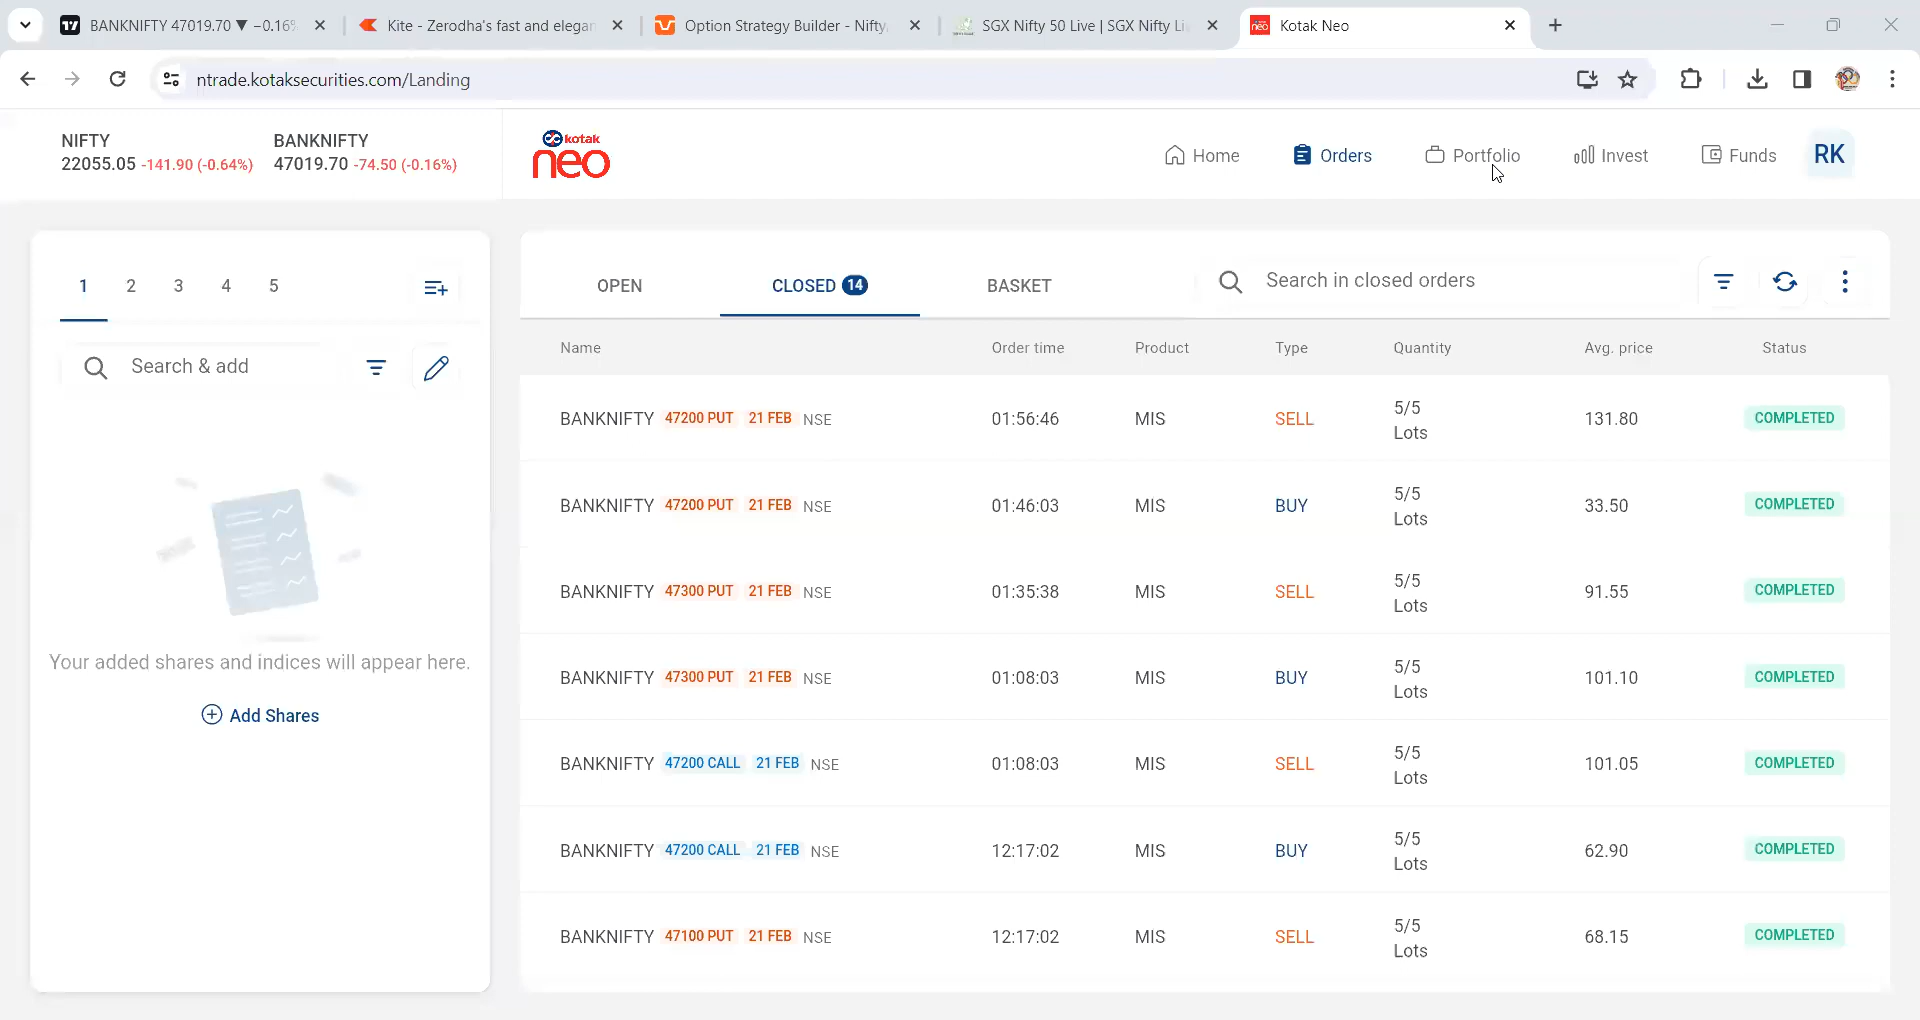 BANKNIFTY 47019.70 ▼ −0.16%
Kite - Zerodha's fast and elegan
Option Strategy Builder - Nifty,
SGX Nifty 50 Live | SGX Nifty Li
Kotak Neo
ntrade.kotaksecurities.com/Landing
NIFTY
22055.05 -141.90 (-0.64%)
BANKNIFTY
47019.70 -74.50 (-0.16%)
kotak
neo
Home
Orders
Portfolio
Invest
Funds
RK
1 2 3 4 5
Search & add
Your added shares and indices will appear here.
Add Shares
OPEN
CLOSED 14
BASKET
Search in closed orders
Name Order time Product Type Quantity Avg. price Status
BANKNIFTY 47200 PUT 21 FEB NSE 01:56:46 MIS SELL 5/5 Lots 131.80 COMPLETED
BANKNIFTY 47200 PUT 21 FEB NSE 01:46:03 MIS BUY 5/5 Lots 33.50 COMPLETED
BANKNIFTY 47300 PUT 21 FEB NSE 01:35:38 MIS SELL 5/5 Lots 91.55 COMPLETED
BANKNIFTY 47300 PUT 21 FEB NSE 01:08:03 MIS BUY 5/5 Lots 101.10 COMPLETED
BANKNIFTY 47200 CALL 21 FEB NSE 01:08:03 MIS SELL 5/5 Lots 101.05 COMPLETED
BANKNIFTY 47200 CALL 21 FEB NSE 12:17:02 MIS BUY 5/5 Lots 62.90 COMPLETED
BANKNIFTY 47100 PUT 21 FEB NSE 12:17:02 MIS SELL 5/5 Lots 68.15 COMPLETED